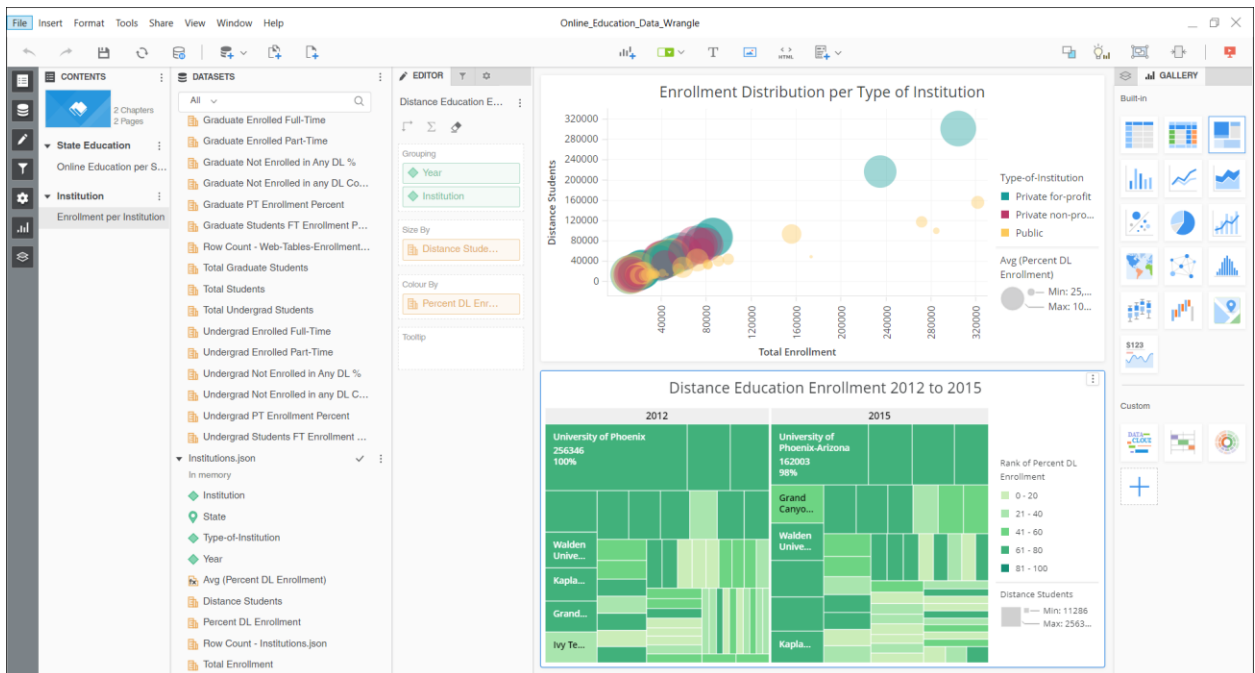 File Insert Format Tools Share View Window Help
Online_Education_Data_Wrangle
HTML
CONTENTS
2 Chapters
2 Pages
State Education
Online Education per S...
Institution
Enrollment per Institution
DATASETS
All
Graduate Enrolled Full-Time
Graduate Enrolled Part-Time
Graduate Not Enrolled in Any DL %
Graduate Not Enrolled in any DL Co...
Graduate PT Enrollment Percent
Graduate Students FT Enrollment P...
Row Count - Web-Tables-Enrollment...
Total Graduate Students
Total Students
Total Undergrad Students
Undergrad Enrolled Full-Time
Undergrad Enrolled Part-Time
Undergrad Not Enrolled in Any DL %
Undergrad Not Enrolled in any DL C...
Undergrad PT Enrollment Percent
Undergrad Students FT Enrollment ...
Institutions.json
In memory
Institution
State
Type-of-Institution
Year
Avg (Percent DL Enrollment)
Distance Students
Percent DL Enrollment
Row Count - Institutions.json
Total Enrollment
EDITOR
Distance Education E...
Grouping
Year
Institution
Size By
Distance Stude...
Colour By
Percent DL Enr...
Tooltip
Enrollment Distribution per Type of Institution
Distance Students
320000
280000
240000
200000
160000
120000
80000
40000
0
40000
80000
120000
160000
200000
240000
280000
320000
Total Enrollment
Type-of-Institution
Private for-profit
Private non-pro...
Public
Avg (Percent DL
Enrollment)
Min: 25,...
Max: 10...
Distance Education Enrollment 2012 to 2015
2012
University of Phoenix
256346
100%
Walden
Unive...
Kapla...
Grand...
Ivy Te...
2015
University of
Phoenix-Arizona
162003
98%
Grand
Canyo...
Walden
Unive...
Kapla...
Rank of Percent DL
Enrollment
0 - 20
21 - 40
41 - 60
61 - 80
81 - 100
Distance Students
Min: 11286
Max: 2563...
GALLERY
Built-in
$123
Custom
DATA
CLOUD